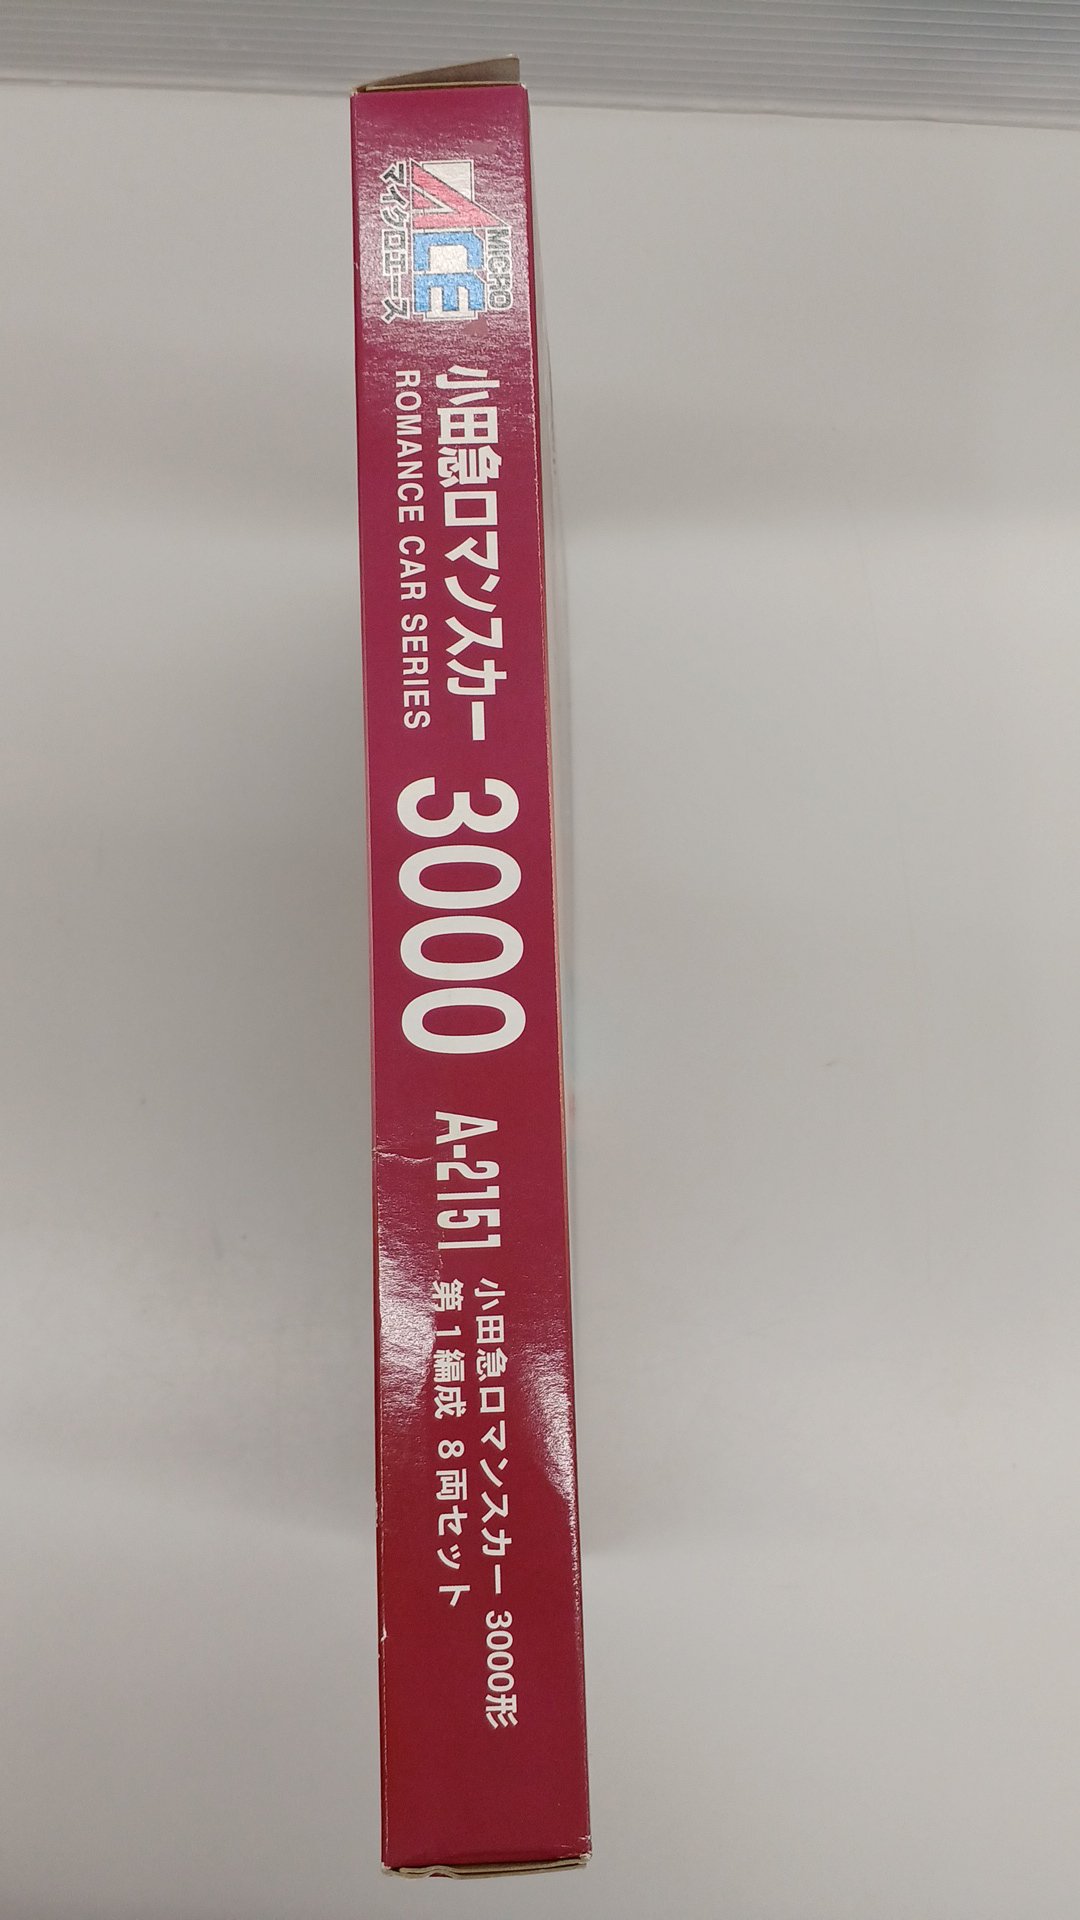 MICRO
ACE
マイクロエース
小田急ロマンスカー
ROMANCE CAR SERIES
3000
A-2151
小田急ロマンスカー 3000形
第1編成 8両セット